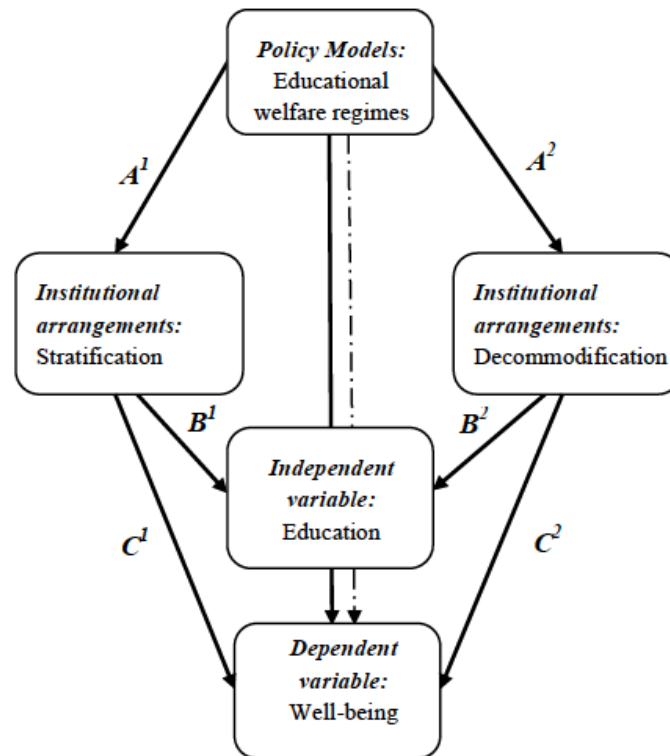 Policy Models:
Educational
welfare regimes
A1
A2
Institutional
arrangements:
Stratification
Institutional
arrangements:
Decommodification
B1
B2
Independent
variable:
Education
C1
C2
Dependent
variable:
Well-being